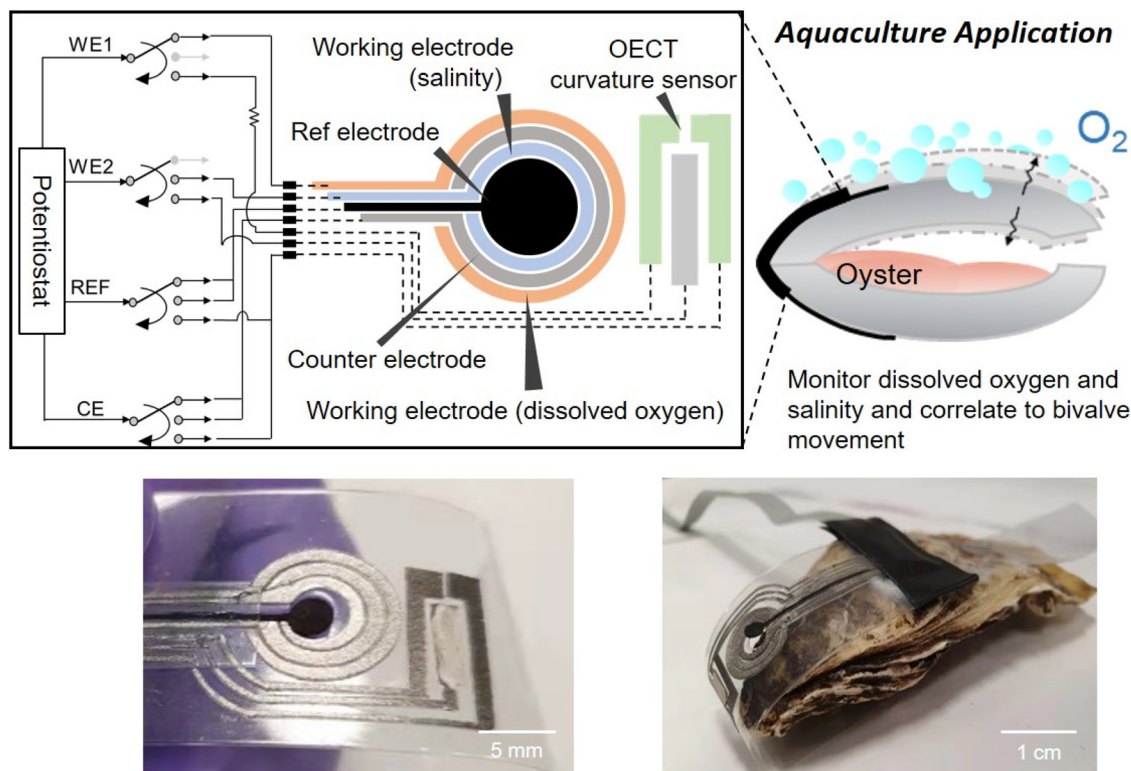 WE1
WE2
REF
CE
Potentiostat
Working electrode
(salinity)
Ref electrode
OECT
curvature sensor
Counter electrode
Working electrode (dissolved oxygen)
Aquaculture Application
O2
Oyster
Monitor dissolved oxygen and
salinity and correlate to bivalve
movement
5 mm
1 cm